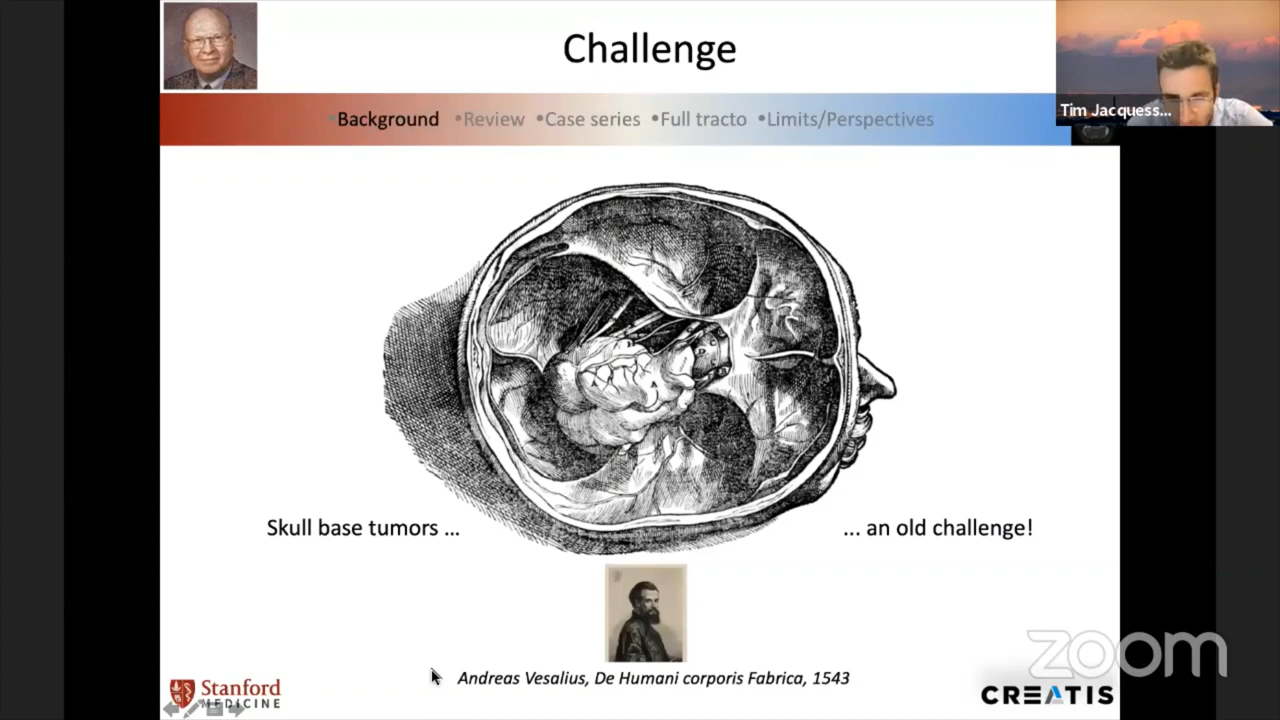 Challenge
•Background •Review •Case series •Full tracto •Limits/Perspectives
Tim Jacquess...
Skull base tumors ...
... an old challenge!
Andreas Vesalius, De Humani corporis Fabrica, 1543
Stanford
MEDICINE
CREATIS
zoom